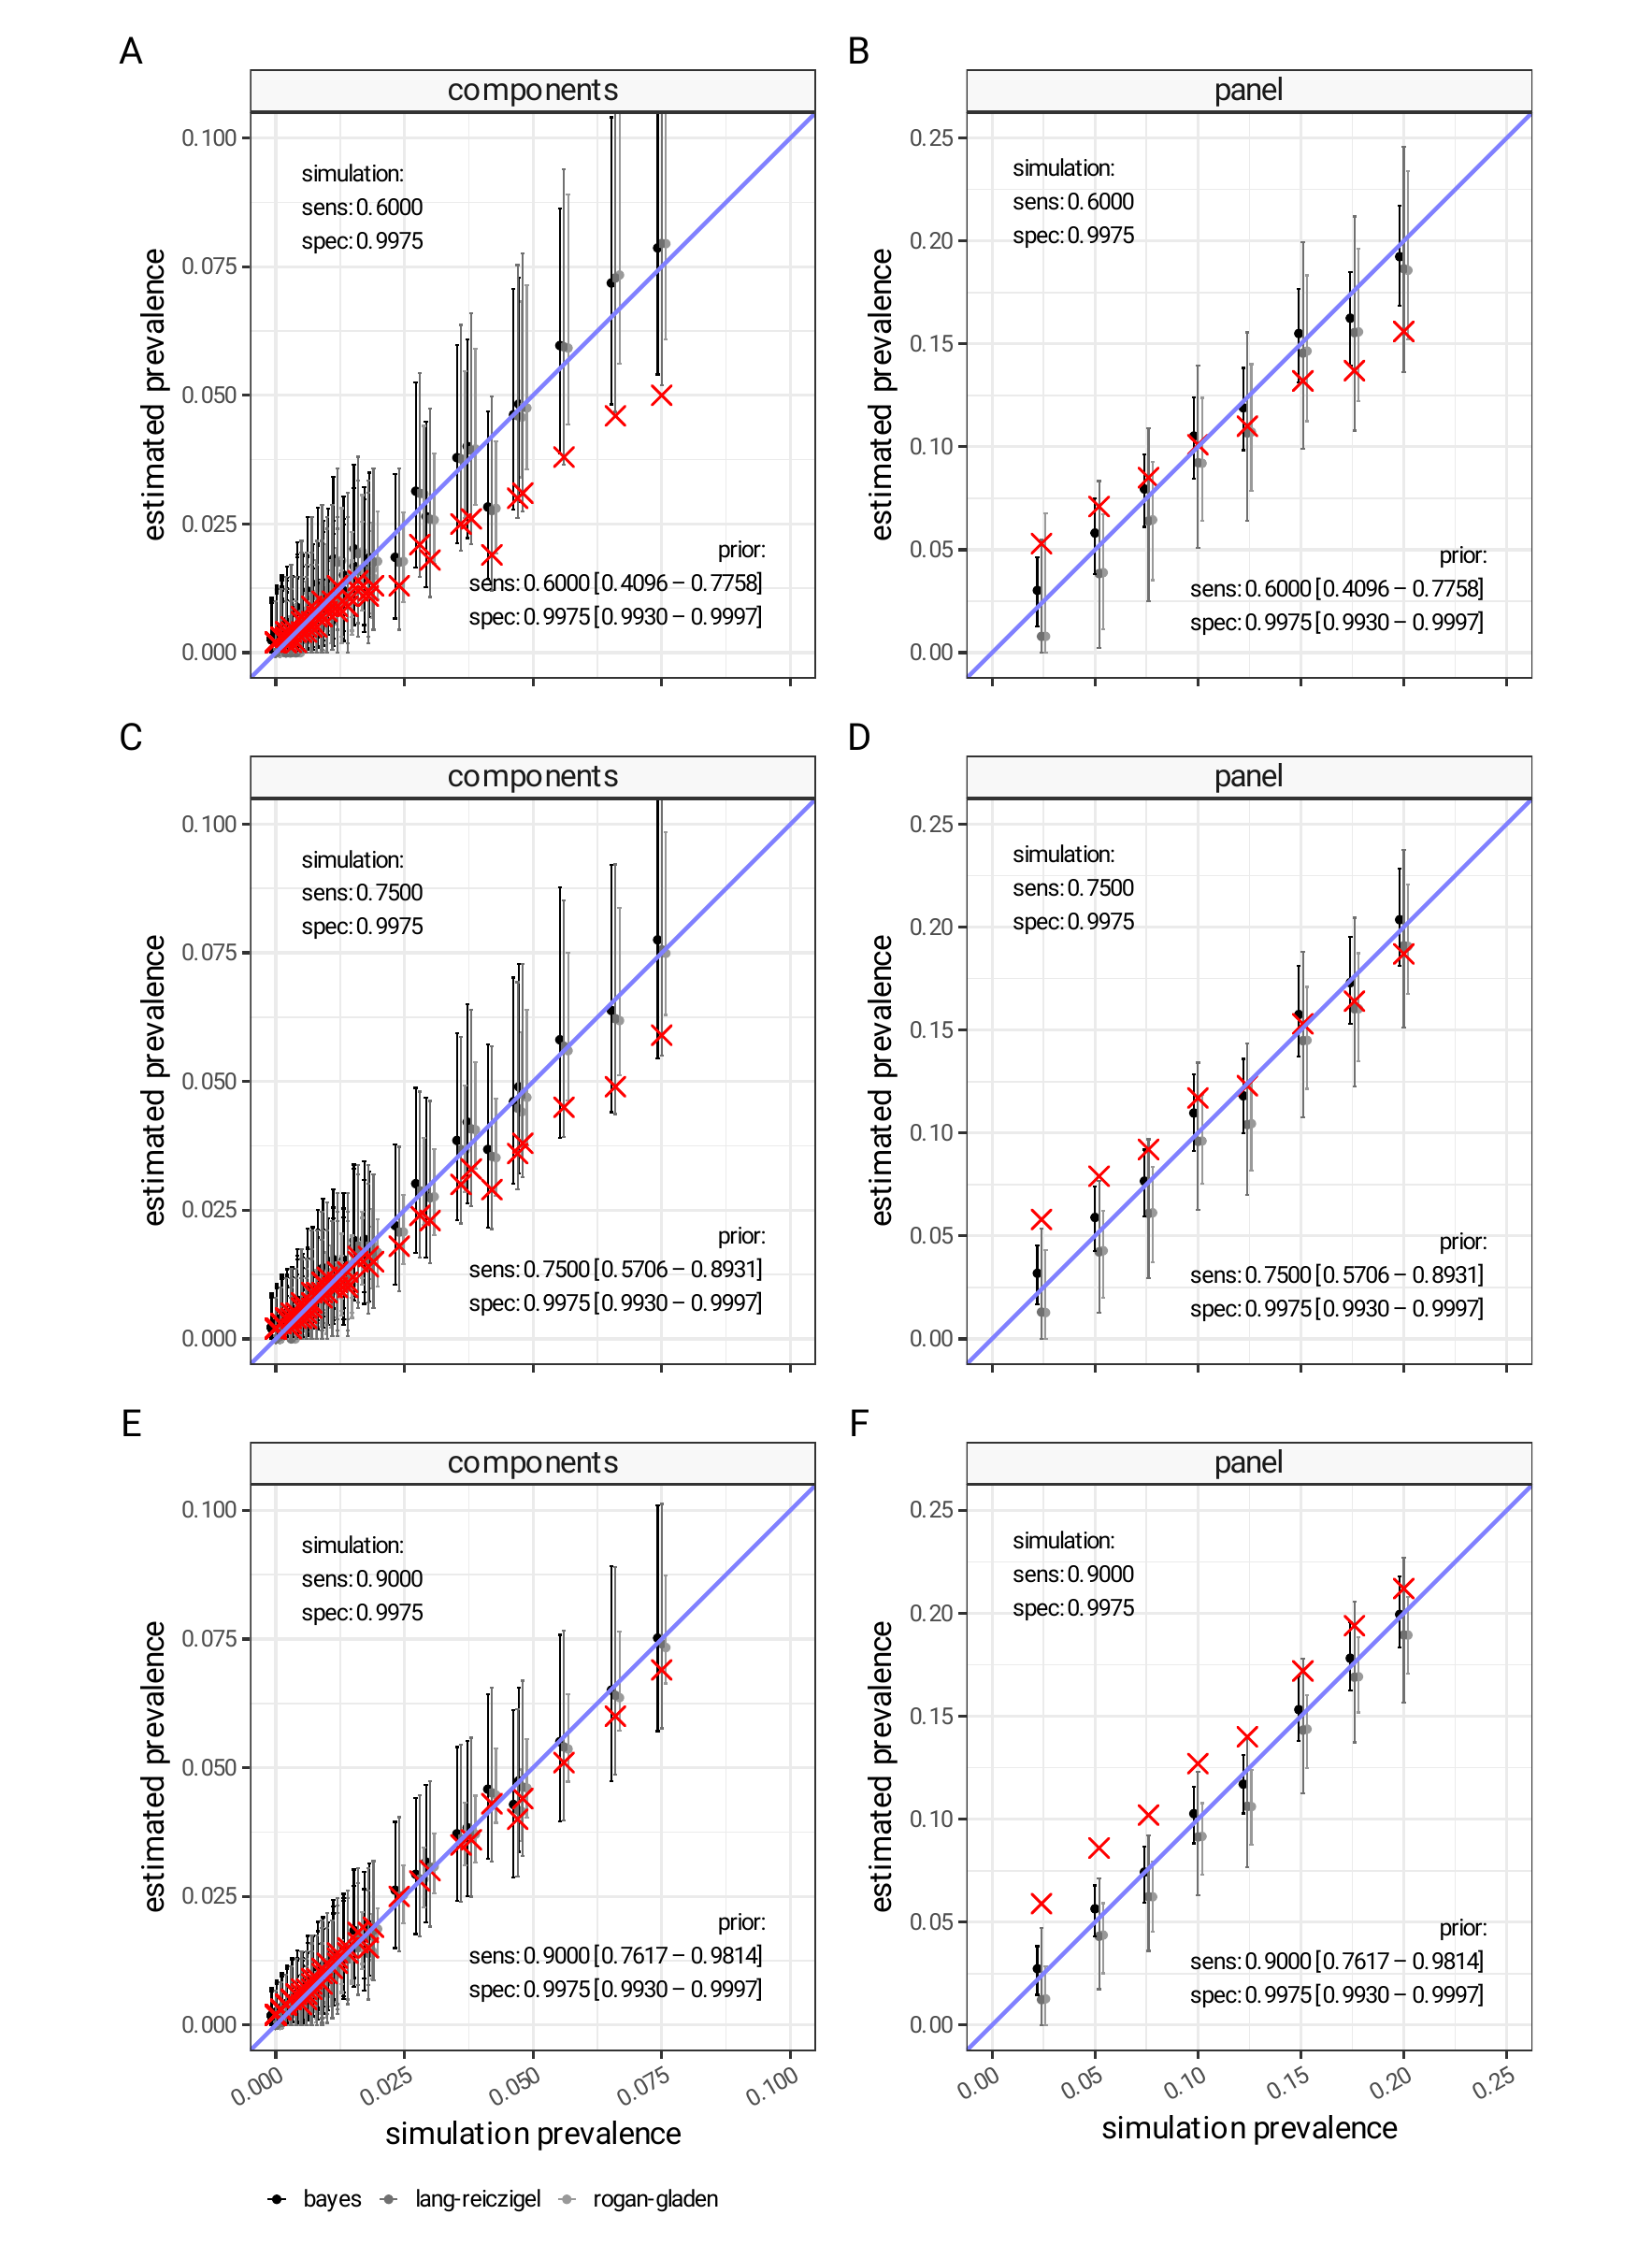 A
components
0.100
0.075
0.050
0.025
0.000
estimated prevalence
simulation:
sens: 0.6000
spec: 0.9975
prior:
sens: 0.6000 [0.4096 – 0.7758]
spec: 0.9975 [0.9930 – 0.9997]
B
panel
0.25
0.20
0.15
0.10
0.05
0.00
estimated prevalence
simulation:
sens: 0.6000
spec: 0.9975
prior:
sens: 0.6000 [0.4096 – 0.7758]
spec: 0.9975 [0.9930 – 0.9997]
C
components
0.100
0.075
0.050
0.025
0.000
estimated prevalence
simulation:
sens: 0.7500
spec: 0.9975
prior:
sens: 0.7500 [0.5706 – 0.8931]
spec: 0.9975 [0.9930 – 0.9997]
D
panel
0.25
0.20
0.15
0.10
0.05
0.00
estimated prevalence
simulation:
sens: 0.7500
spec: 0.9975
prior:
sens: 0.7500 [0.5706 – 0.8931]
spec: 0.9975 [0.9930 – 0.9997]
E
components
0.100
0.075
0.050
0.025
0.000
estimated prevalence
simulation:
sens: 0.9000
spec: 0.9975
prior:
sens: 0.9000 [0.7617 – 0.9814]
spec: 0.9975 [0.9930 – 0.9997]
0.000 0.025 0.050 0.075 0.100
simulation prevalence
F
panel
0.25
0.20
0.15
0.10
0.05
0.00
estimated prevalence
simulation:
sens: 0.9000
spec: 0.9975
prior:
sens: 0.9000 [0.7617 – 0.9814]
spec: 0.9975 [0.9930 – 0.9997]
0.00 0.05 0.10 0.15 0.20 0.25
simulation prevalence
bayes lang-reiczigel rogan-gladen